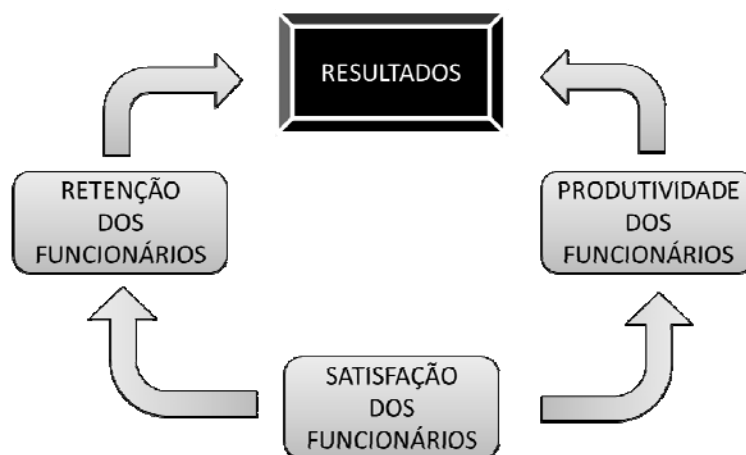 RESULTADOS
RETENÇÃO
DOS
FUNCIONÁRIOS
PRODUTIVIDADE
DOS
FUNCIONÁRIOS
SATISFAÇÃO
DOS
FUNCIONÁRIOS